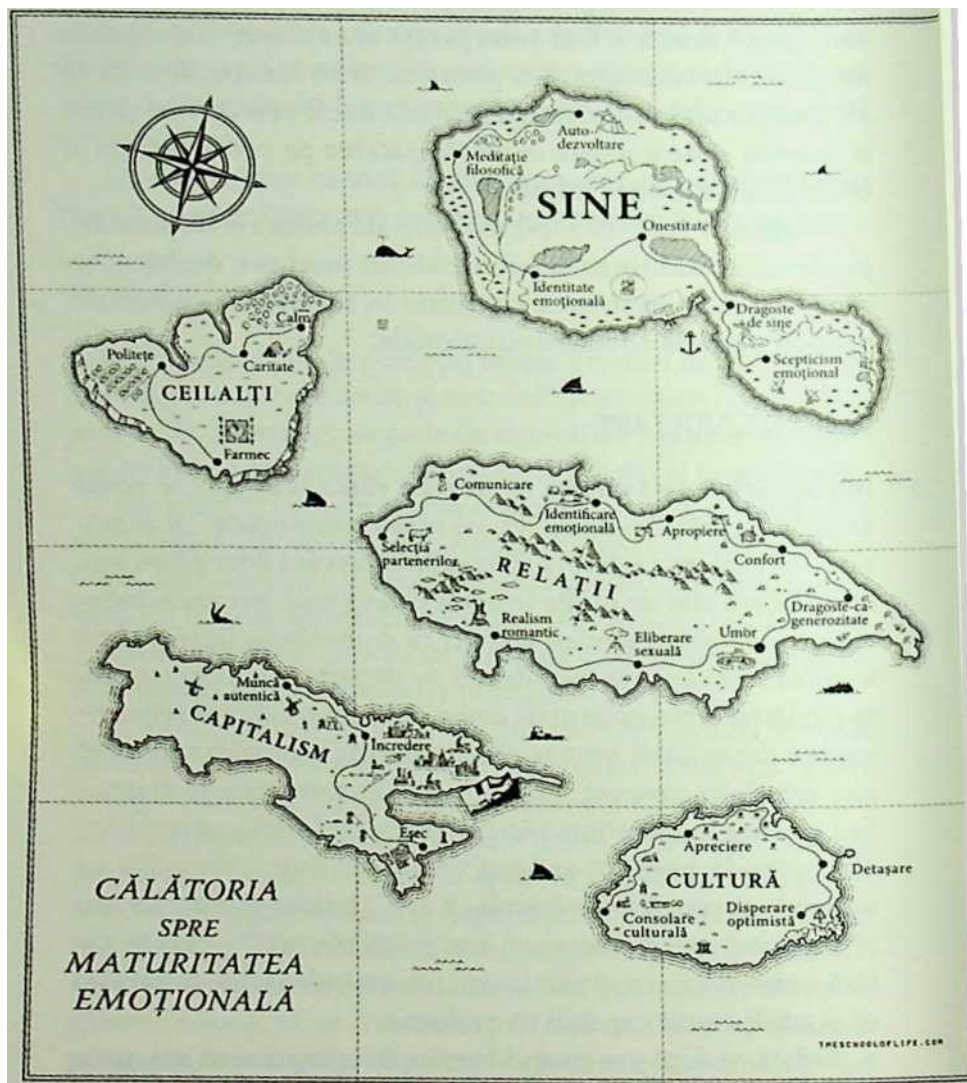 Auto-
dezvoltare
Meditație
filosofică
SINE
Onestitate
Identitate
emoțională
Dragoste
de sine
Scepticism
emoțional
Calm
Politețe
Caritate
CEILALȚI
Farmec
Comunicare
Identificare
emoțională
Apropiere
Confort
Selecția
partenerilor
RELAȚII
Dragoste-ca-
generozitate
Realism
romantic
Eliberare
sexuală
Umor
Muncă
autentică
CAPITALISM
Încredere
Eșec
Apreciere
Detașare
CULTURĂ
Consolare
culturală
Disperare
optimistă
CĂLĂTORIA
SPRE
MATURITATEA
EMOȚIONALĂ
THESCHOOLOFLIFE.COM